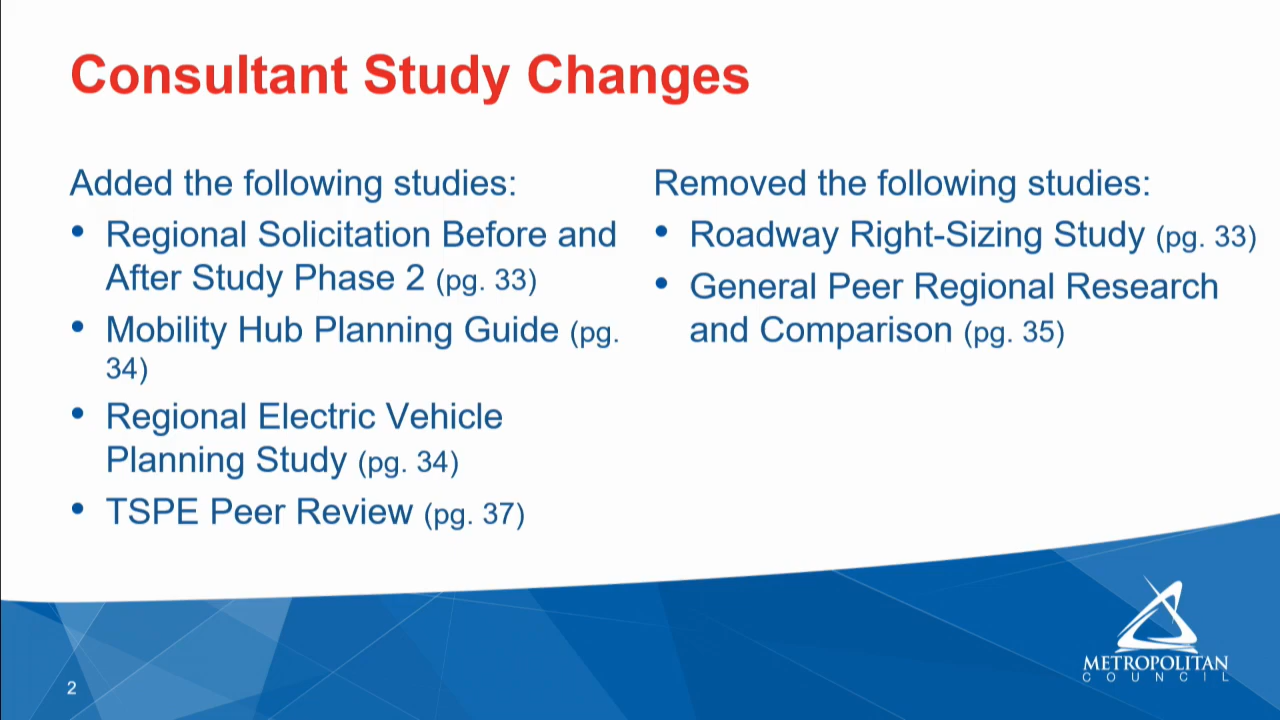 Consultant Study Changes
Added the following studies:
• Regional Solicitation Before and
After Study Phase 2 (pg. 33)
• Mobility Hub Planning Guide (pg.
34)
• Regional Electric Vehicle
Planning Study (pg. 34)
• TSPE Peer Review (pg. 37)
Removed the following studies:
• Roadway Right-Sizing Study (pg. 33)
• General Peer Regional Research
and Comparison (pg. 35)
2
METROPOLITAN
COUNCIL